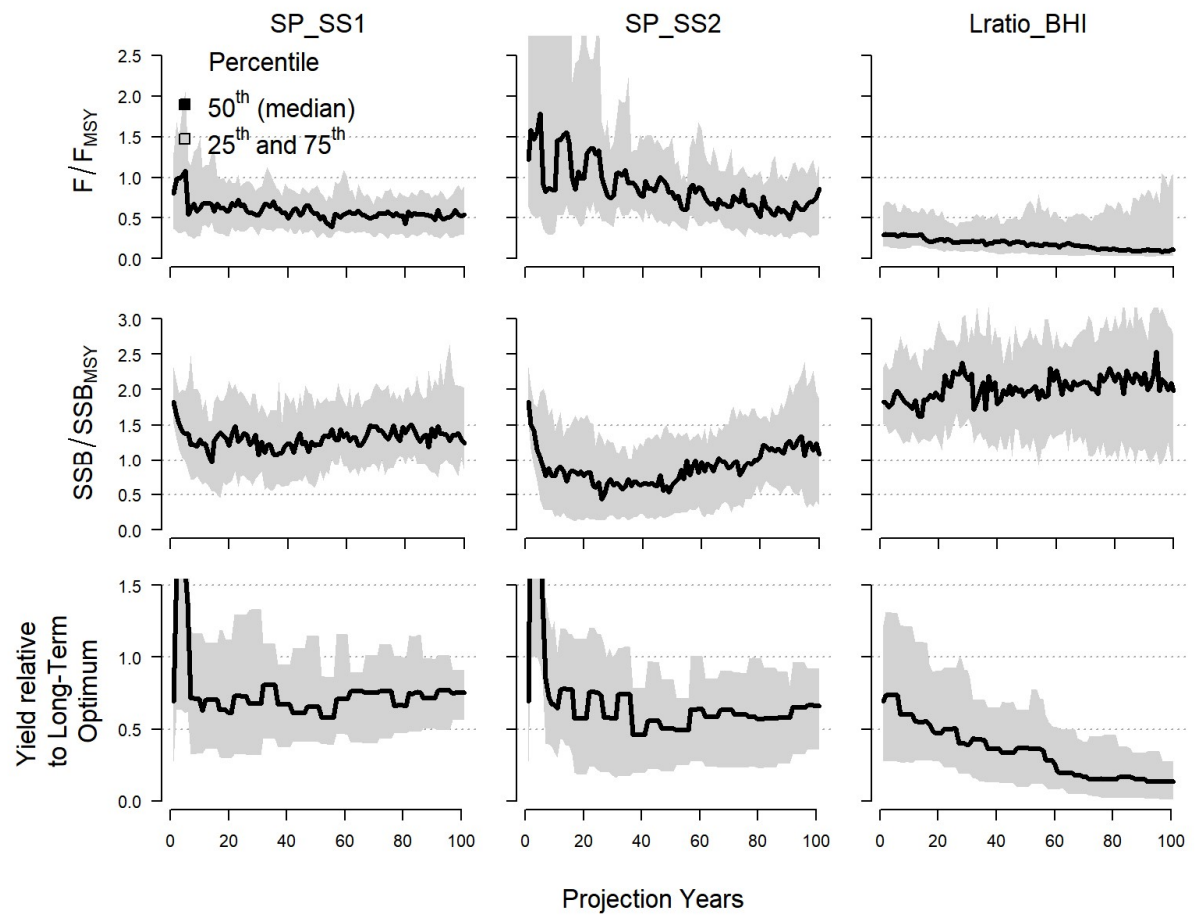 SP_SS1 SP_SS2 Lratio_BHI
Percentile
50th (median)
25th and 75th
F / FMSY
2.5
2.0
1.5
1.0
0.5
0.0
SSB / SSBMSY
3.0
2.5
2.0
1.5
1.0
0.5
0.0
Yield relative
to Long-Term
Optimum
1.5
1.0
0.5
0.0
0 20 40 60 80 100 0 20 40 60 80 100 0 20 40 60 80 100
Projection Years